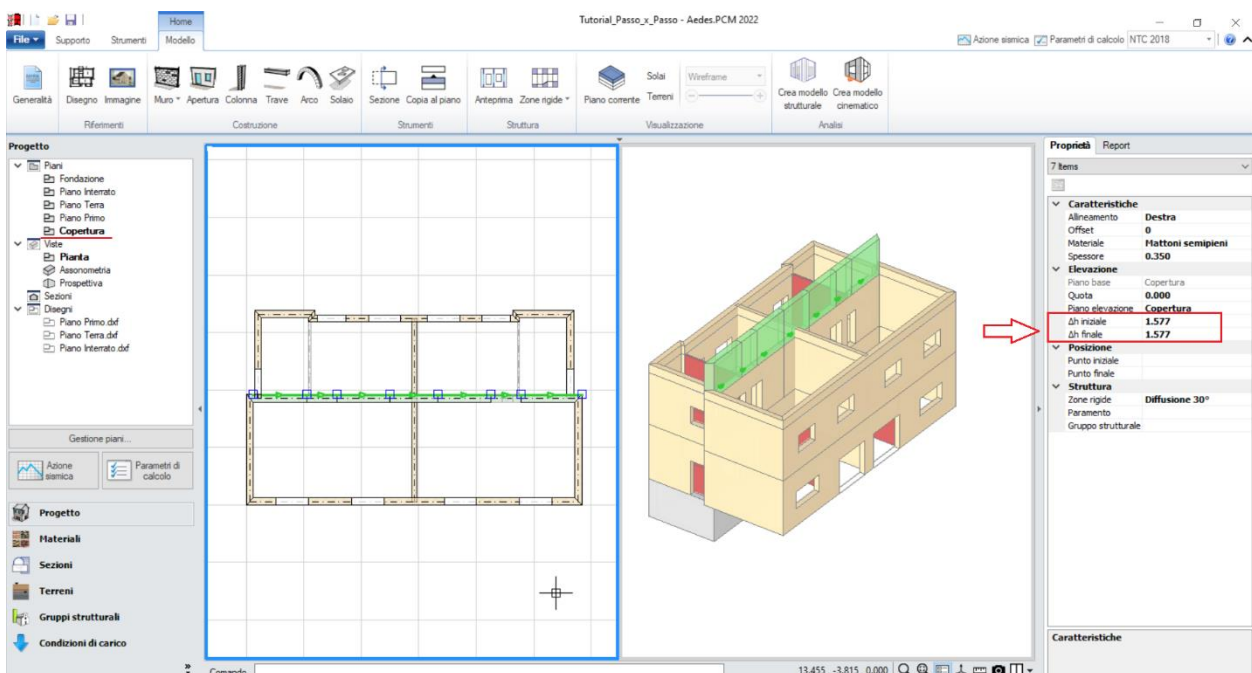 Tutorial_Passo_x_Passo - Aedes.PCM 2022
Home
File Supporto Strumenti Modello
Azione sismica Parametri di calcolo NTC 2018
Generalità Disegno Immagine Muro Apertura Colonna Trave Arco Solaio Sezione Copia al piano Anteprima Zone rigide Piano corrente
Solai Wireframe
Terreni
Crea modello strutturale
Crea modello cinematico
Riferimenti Costruzione Strumenti Struttura Visualizzazione Analisi
Progetto
Piani
Fondazione
Piano Interrato
Piano Terra
Piano Primo
Copertura
Viste
Pianta
Assonometria
Prospettiva
Sezioni
Disegni
Piano Primo.dxf
Piano Terra.dxf
Piano Interrato.dxf
Gestione piani...
Azione sismica
Parametri di calcolo
Progetto
Materiali
Sezioni
Terreni
Gruppi strutturali
Condizioni di carico
Comando
13.455 -3.815 0.000
Proprietà Report
7 Items
Caratteristiche
Allineamento Destra
Offset 0
Materiale Mattoni semipieni
Spessore 0.350
Elevazione
Piano base Copertura
Quota 0.000
Piano elevazione Copertura
Δh iniziale 1.577
Δh finale 1.577
Posizione
Punto iniziale
Punto finale
Struttura
Zone rigide Diffusione 30°
Paramento
Gruppo strutturale
Caratteristiche